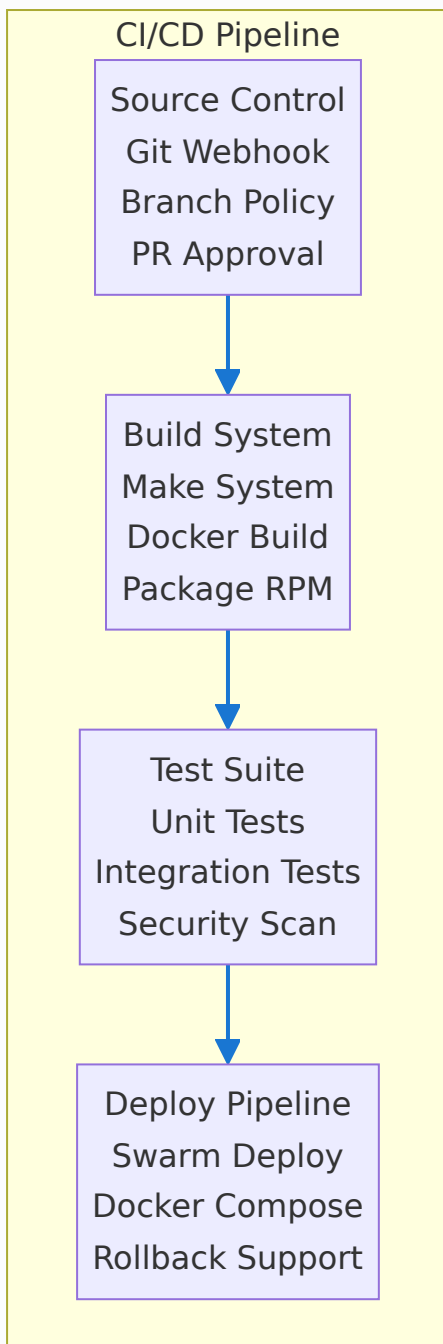 CI/CD Pipeline
Source Control
Git Webhook
Branch Policy
PR Approval
Build System
Make System
Docker Build
Package RPM
Test Suite
Unit Tests
Integration Tests
Security Scan
Deploy Pipeline
Swarm Deploy
Docker Compose
Rollback Support